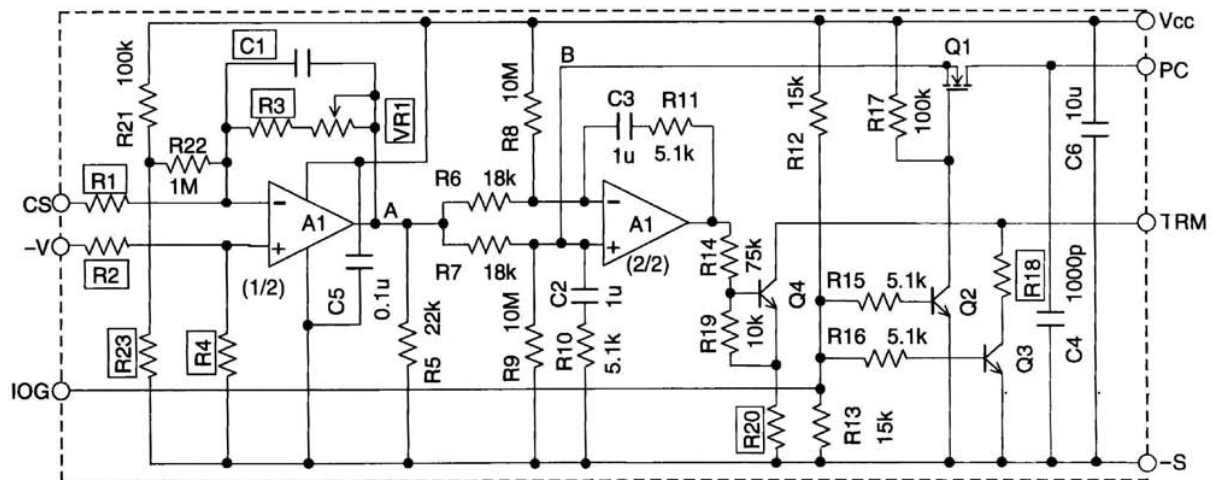 Vcc
C1
Q1
PC
B
100k
R21
R3
VR1
10M
R8
C3
R11
1u
5.1k
15k
R12
R17
100k
10u
C6
R22
1M
CS
R1
R6
18k
A
A1
A1
TRM
-V
R2
R7
18k
(1/2)
(2/2)
R14
75k
Q4
R15
5.1k
Q2
R18
1000p
C4
C5
0.1u
22k
R5
10M
R9
C2
1u
R10
5.1k
R19
10k
R16
5.1k
Q3
R23
R4
IOG
R20
R13
15k
-S